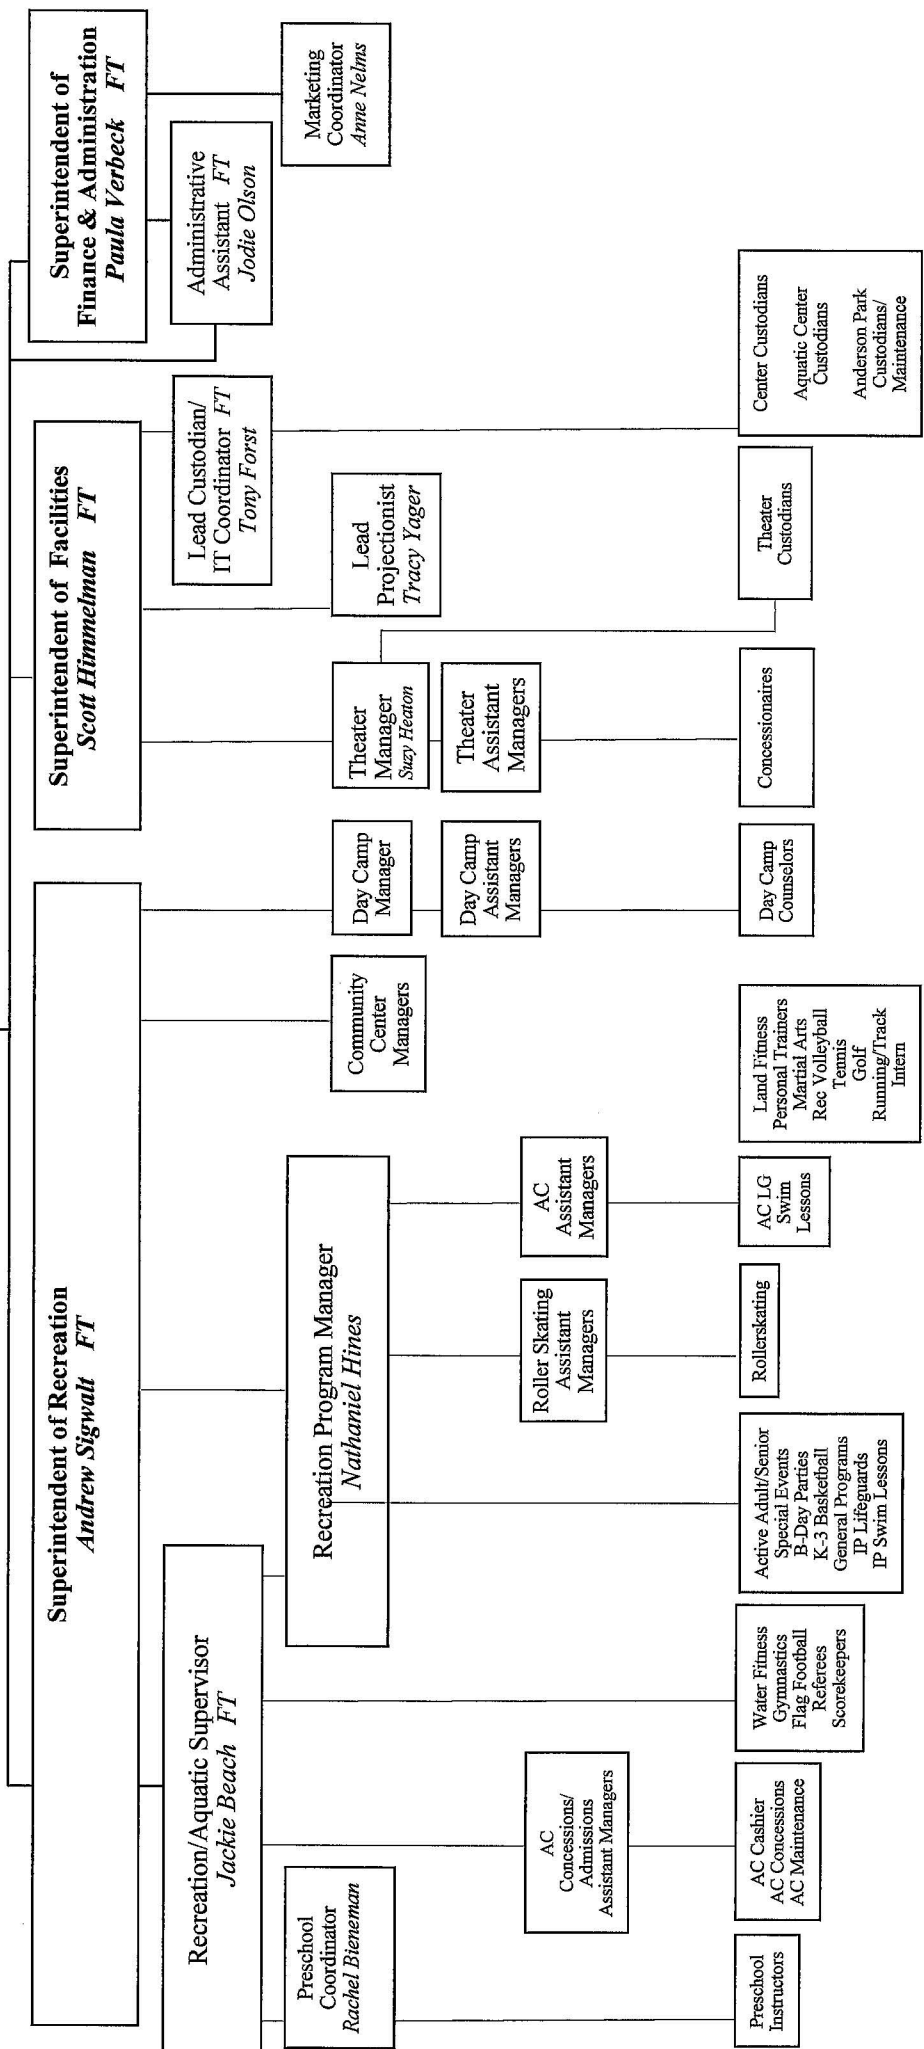 Superintendent of Recreation
Andrew Sigwalt FT
Superintendent of Facilities
Scott Himmelman FT
Superintendent of
Finance & Administration
Paula Verbeck FT
Recreation/Aquatic Supervisor
Jackie Beach FT
Lead Custodian/
IT Coordinator FT
Tony Forst
Administrative
Assistant FT
Jodie Olson
Preschool
Coordinator
Rachel Bieneman
Recreation Program Manager
Nathaniel Hines
Community
Center
Managers
Day Camp
Manager
Theater
Manager
Suzy Heaton
Lead
Projectionist
Tracy Yager
Marketing
Coordinator
Anne Nelms
Day Camp
Assistant
Managers
Theater
Assistant
Managers
AC
Concessions/
Admissions
Assistant Managers
Roller Skating
Assistant
Managers
AC
Assistant
Managers
Preschool
Instructors
AC Cashier
AC Concessions
AC Maintenance
Water Fitness
Gymnastics
Flag Football
Referees
Scorekeepers
Active Adult/Senior
Special Events
B-Day Parties
K-3 Basketball
General Programs
IP Lifeguards
IP Swim Lessons
Rollerskating
AC LG
Swim
Lessons
Land Fitness
Personal Trainers
Martial Arts
Rec Volleyball
Tennis
Golf
Running/Track
Intern
Day Camp
Counselors
Concessionaires
Theater
Custodians
Center Custodians
Aquatic Center
Custodians
Anderson Park
Custodians/
Maintenance